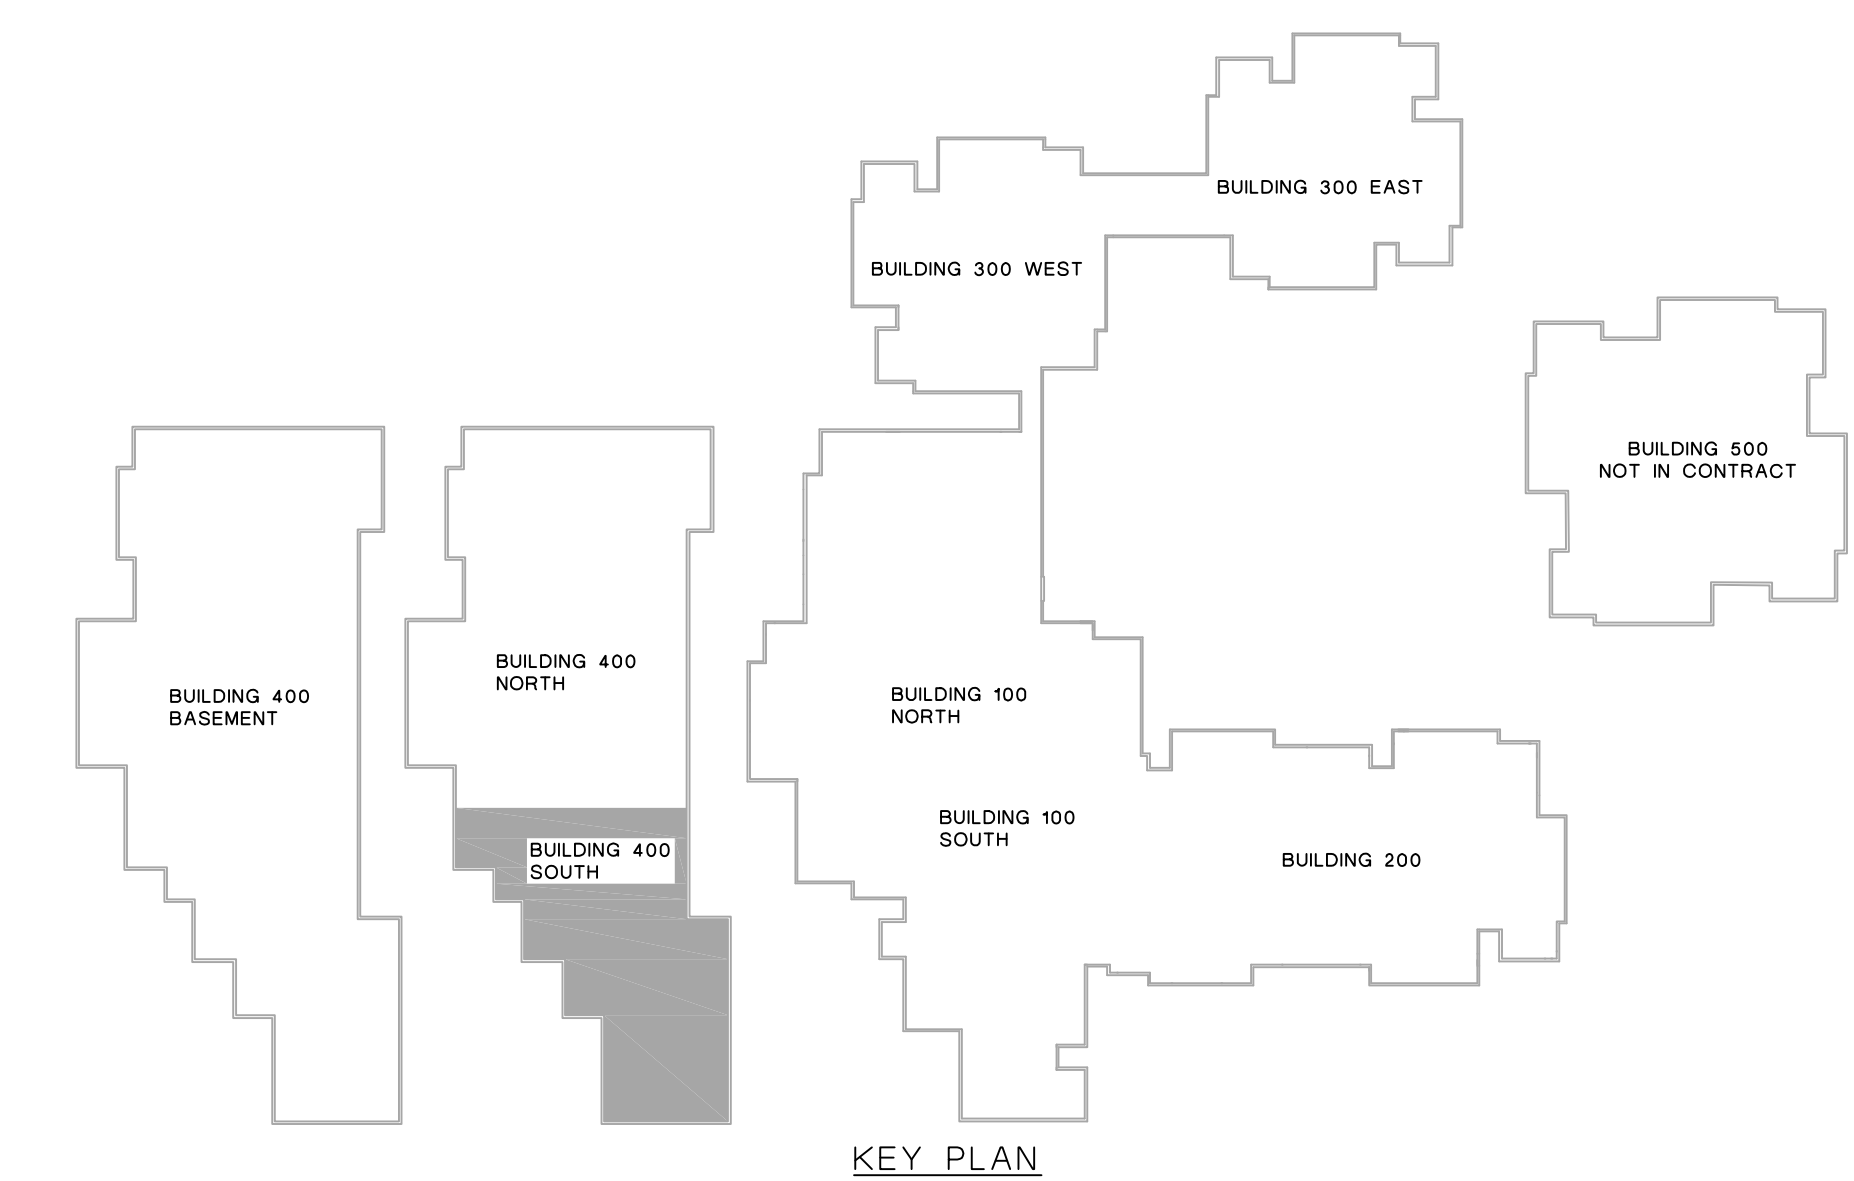 BUILDING 300 EAST
BUILDING 300 WEST
BUILDING 500
NOT IN CONTRACT
BUILDING 400
BASEMENT
BUILDING 400
NORTH
BUILDING 100
NORTH
BUILDING 100
SOUTH
BUILDING 400
SOUTH
BUILDING 200
KEY PLAN